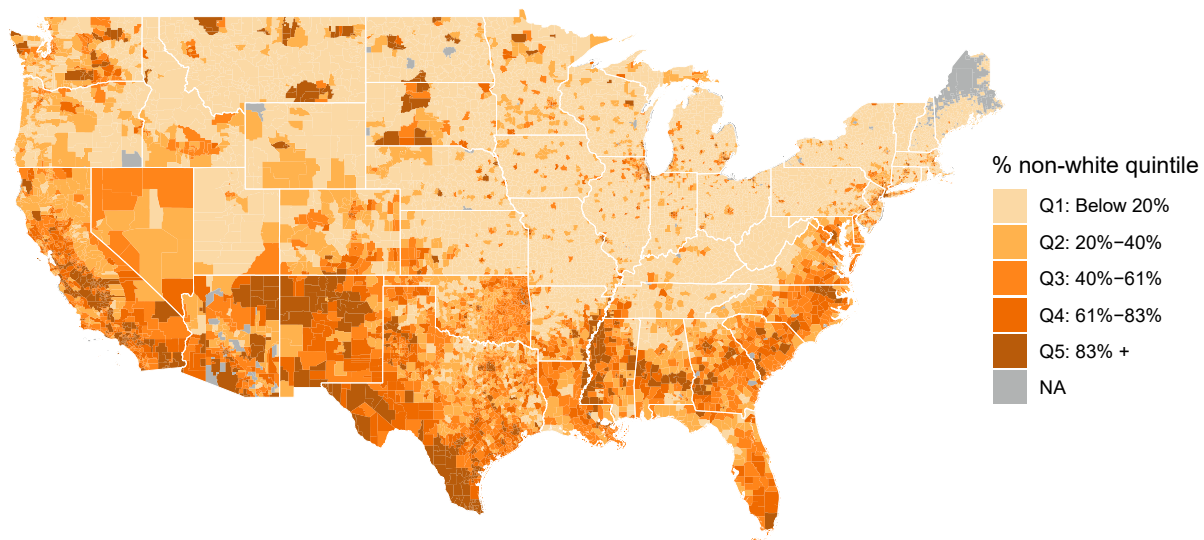 % non-white quintile
Q1: Below 20%
Q2: 20%−40%
Q3: 40%−61%
Q4: 61%−83%
Q5: 83% +
NA